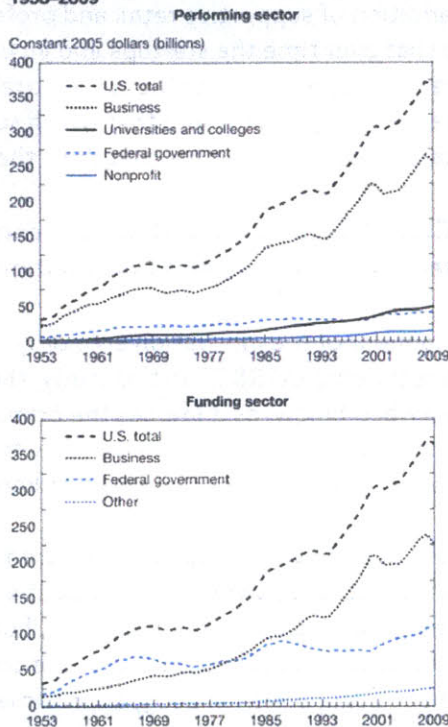 Performing sector
Constant 2005 dollars (billions)
400
350
300
250
200
150
100
50
0
U.S. total
Business
Universities and colleges
Federal government
Nonprofit
1953 1961 1969 1977 1985 1993 2001 2009
Funding sector
400
350
300
250
200
150
100
50
0
U.S. total
Business
Federal government
Other
1953 1961 1969 1977 1985 1993 2001 2009